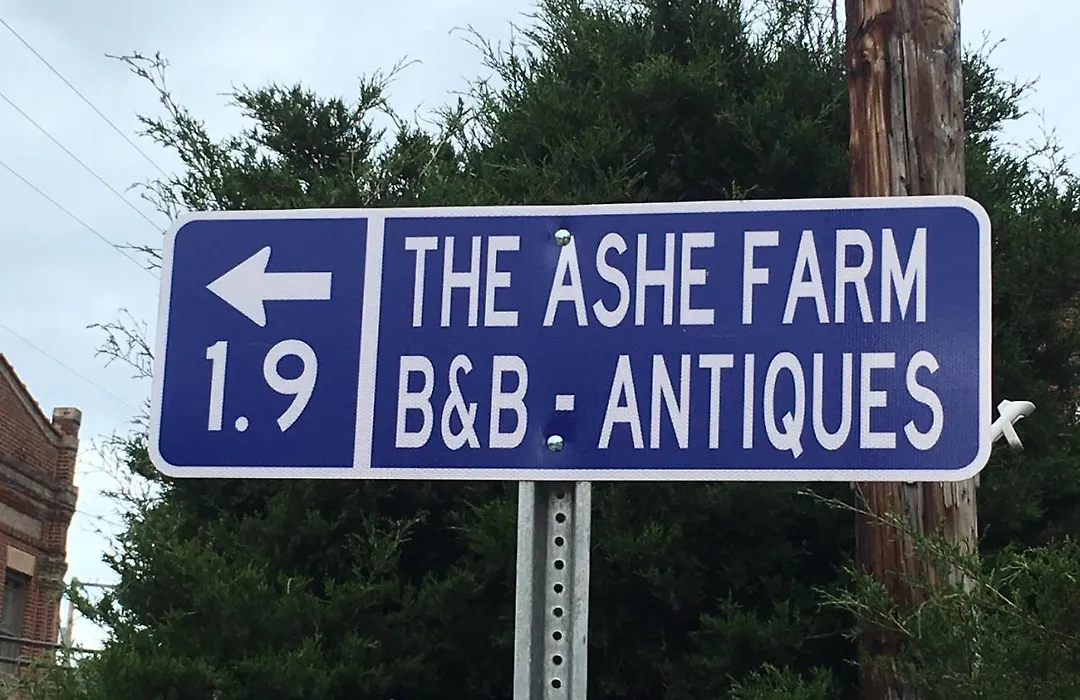 ← 1.9
THE ASHE FARM
B&B - ANTIQUES